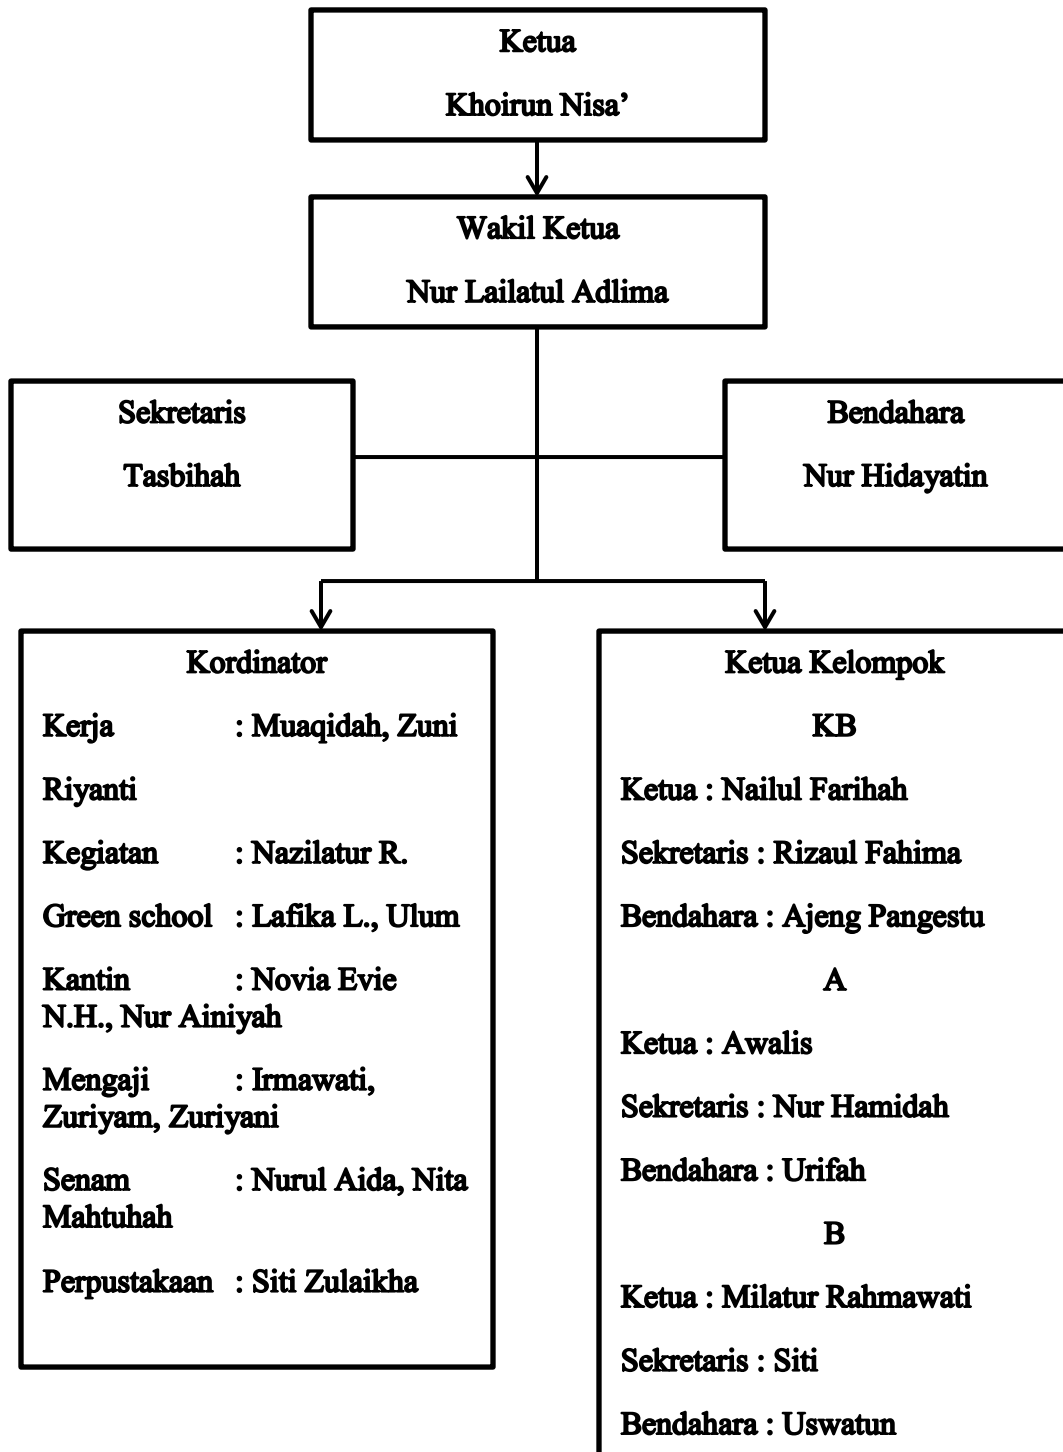 Ketua
Khoirun Nisa’
Wakil Ketua
Nur Lailatul Adlima
Sekretaris
Tasbihah
Bendahara
Nur Hidayatin
Kordinator
Kerja : Muaqidah, Zuni
Riyanti
Kegiatan : Nazilatur R.
Green school : Lafika L., Ulum
Kantin : Novia Evie
N.H., Nur Ainiyah
Mengaji : Irmawati,
Zuriyam, Zuriyani
Senam : Nurul Aida, Nita
Mahtuhah
Perpustakaan : Siti Zulaikha
Ketua Kelompok
KB
Ketua : Nailul Farihah
Sekretaris : Rizaul Fahima
Bendahara : Ajeng Pangestu
A
Ketua : Awalis
Sekretaris : Nur Hamidah
Bendahara : Urifah
B
Ketua : Milatur Rahmawati
Sekretaris : Siti
Bendahara : Uswatun